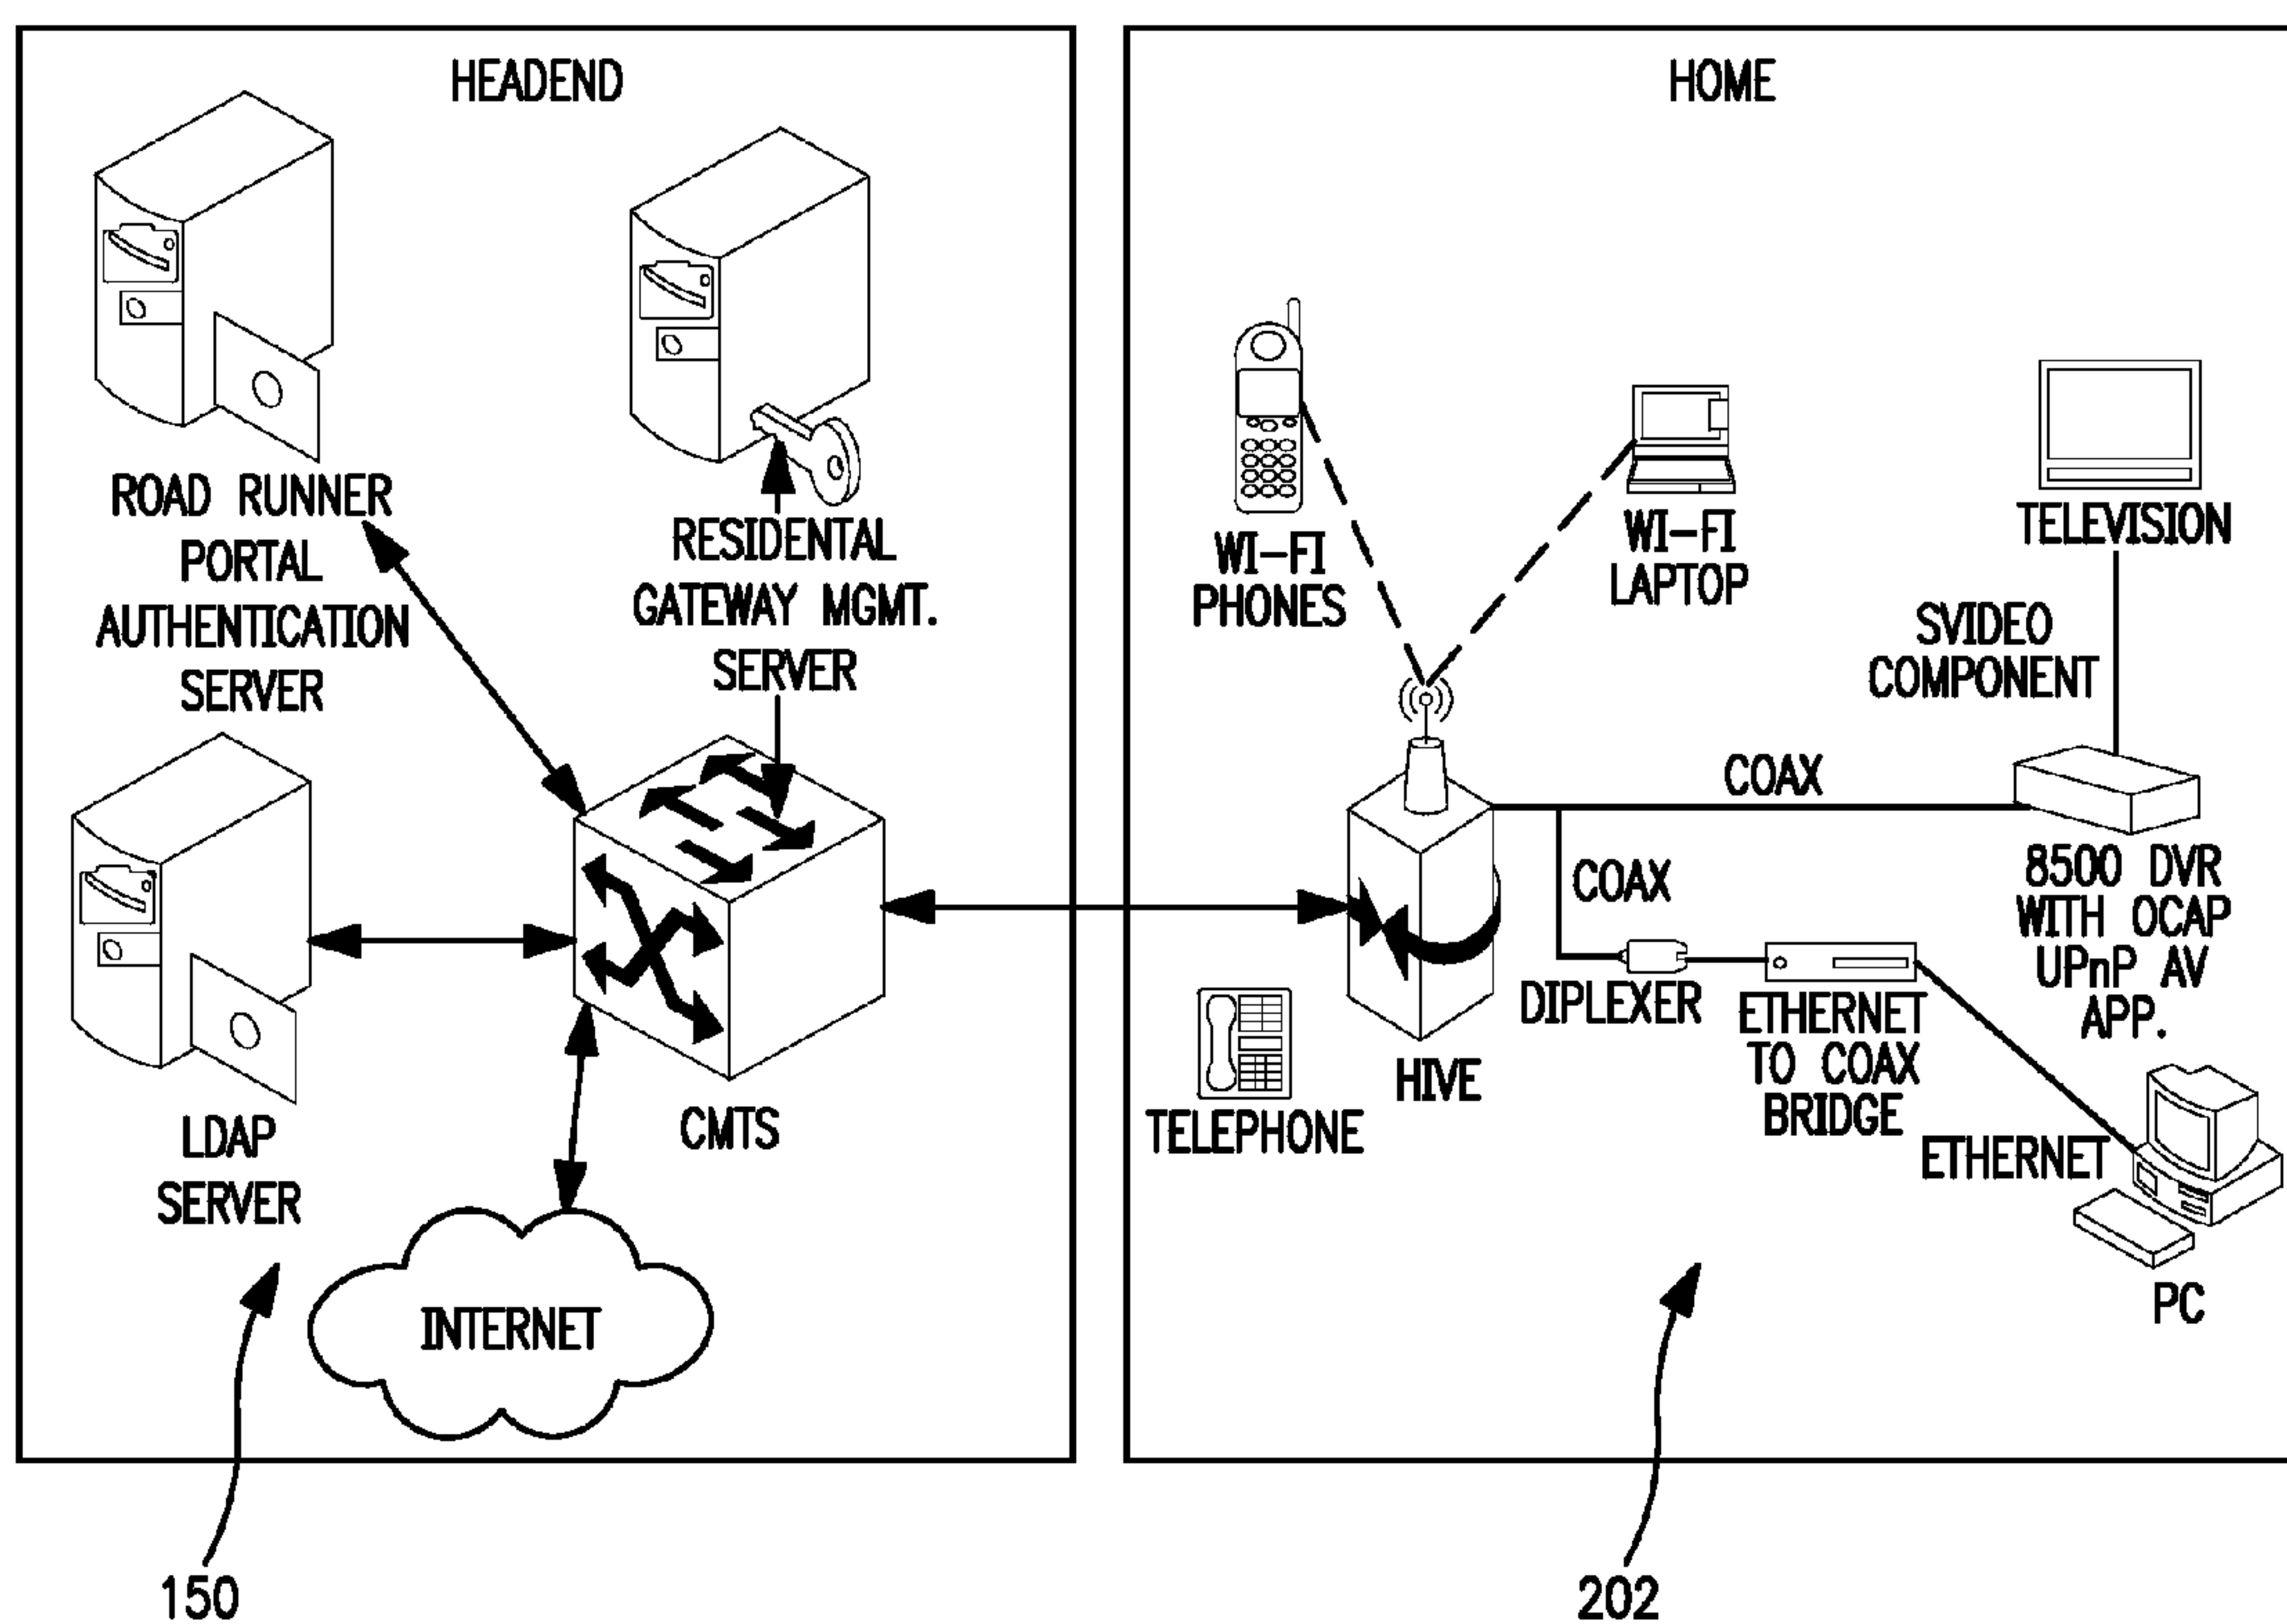 HEADEND
ROAD RUNNER
PORTAL
AUTHENTICATION
SERVER
RESIDENTAL
GATEWAY MGMT.
SERVER
LDAP
SERVER
CMTS
INTERNET
150
HOME
WI-FI
PHONES
WI-FI
LAPTOP
TELEVISION
SVIDEO
COMPONENT
COAX
COAX
8500 DVR
WITH OCAP
UPnP AV
APP.
DIPLEXER
ETHERNET
TO COAX
BRIDGE
HIVE
TELEPHONE
ETHERNET
PC
202